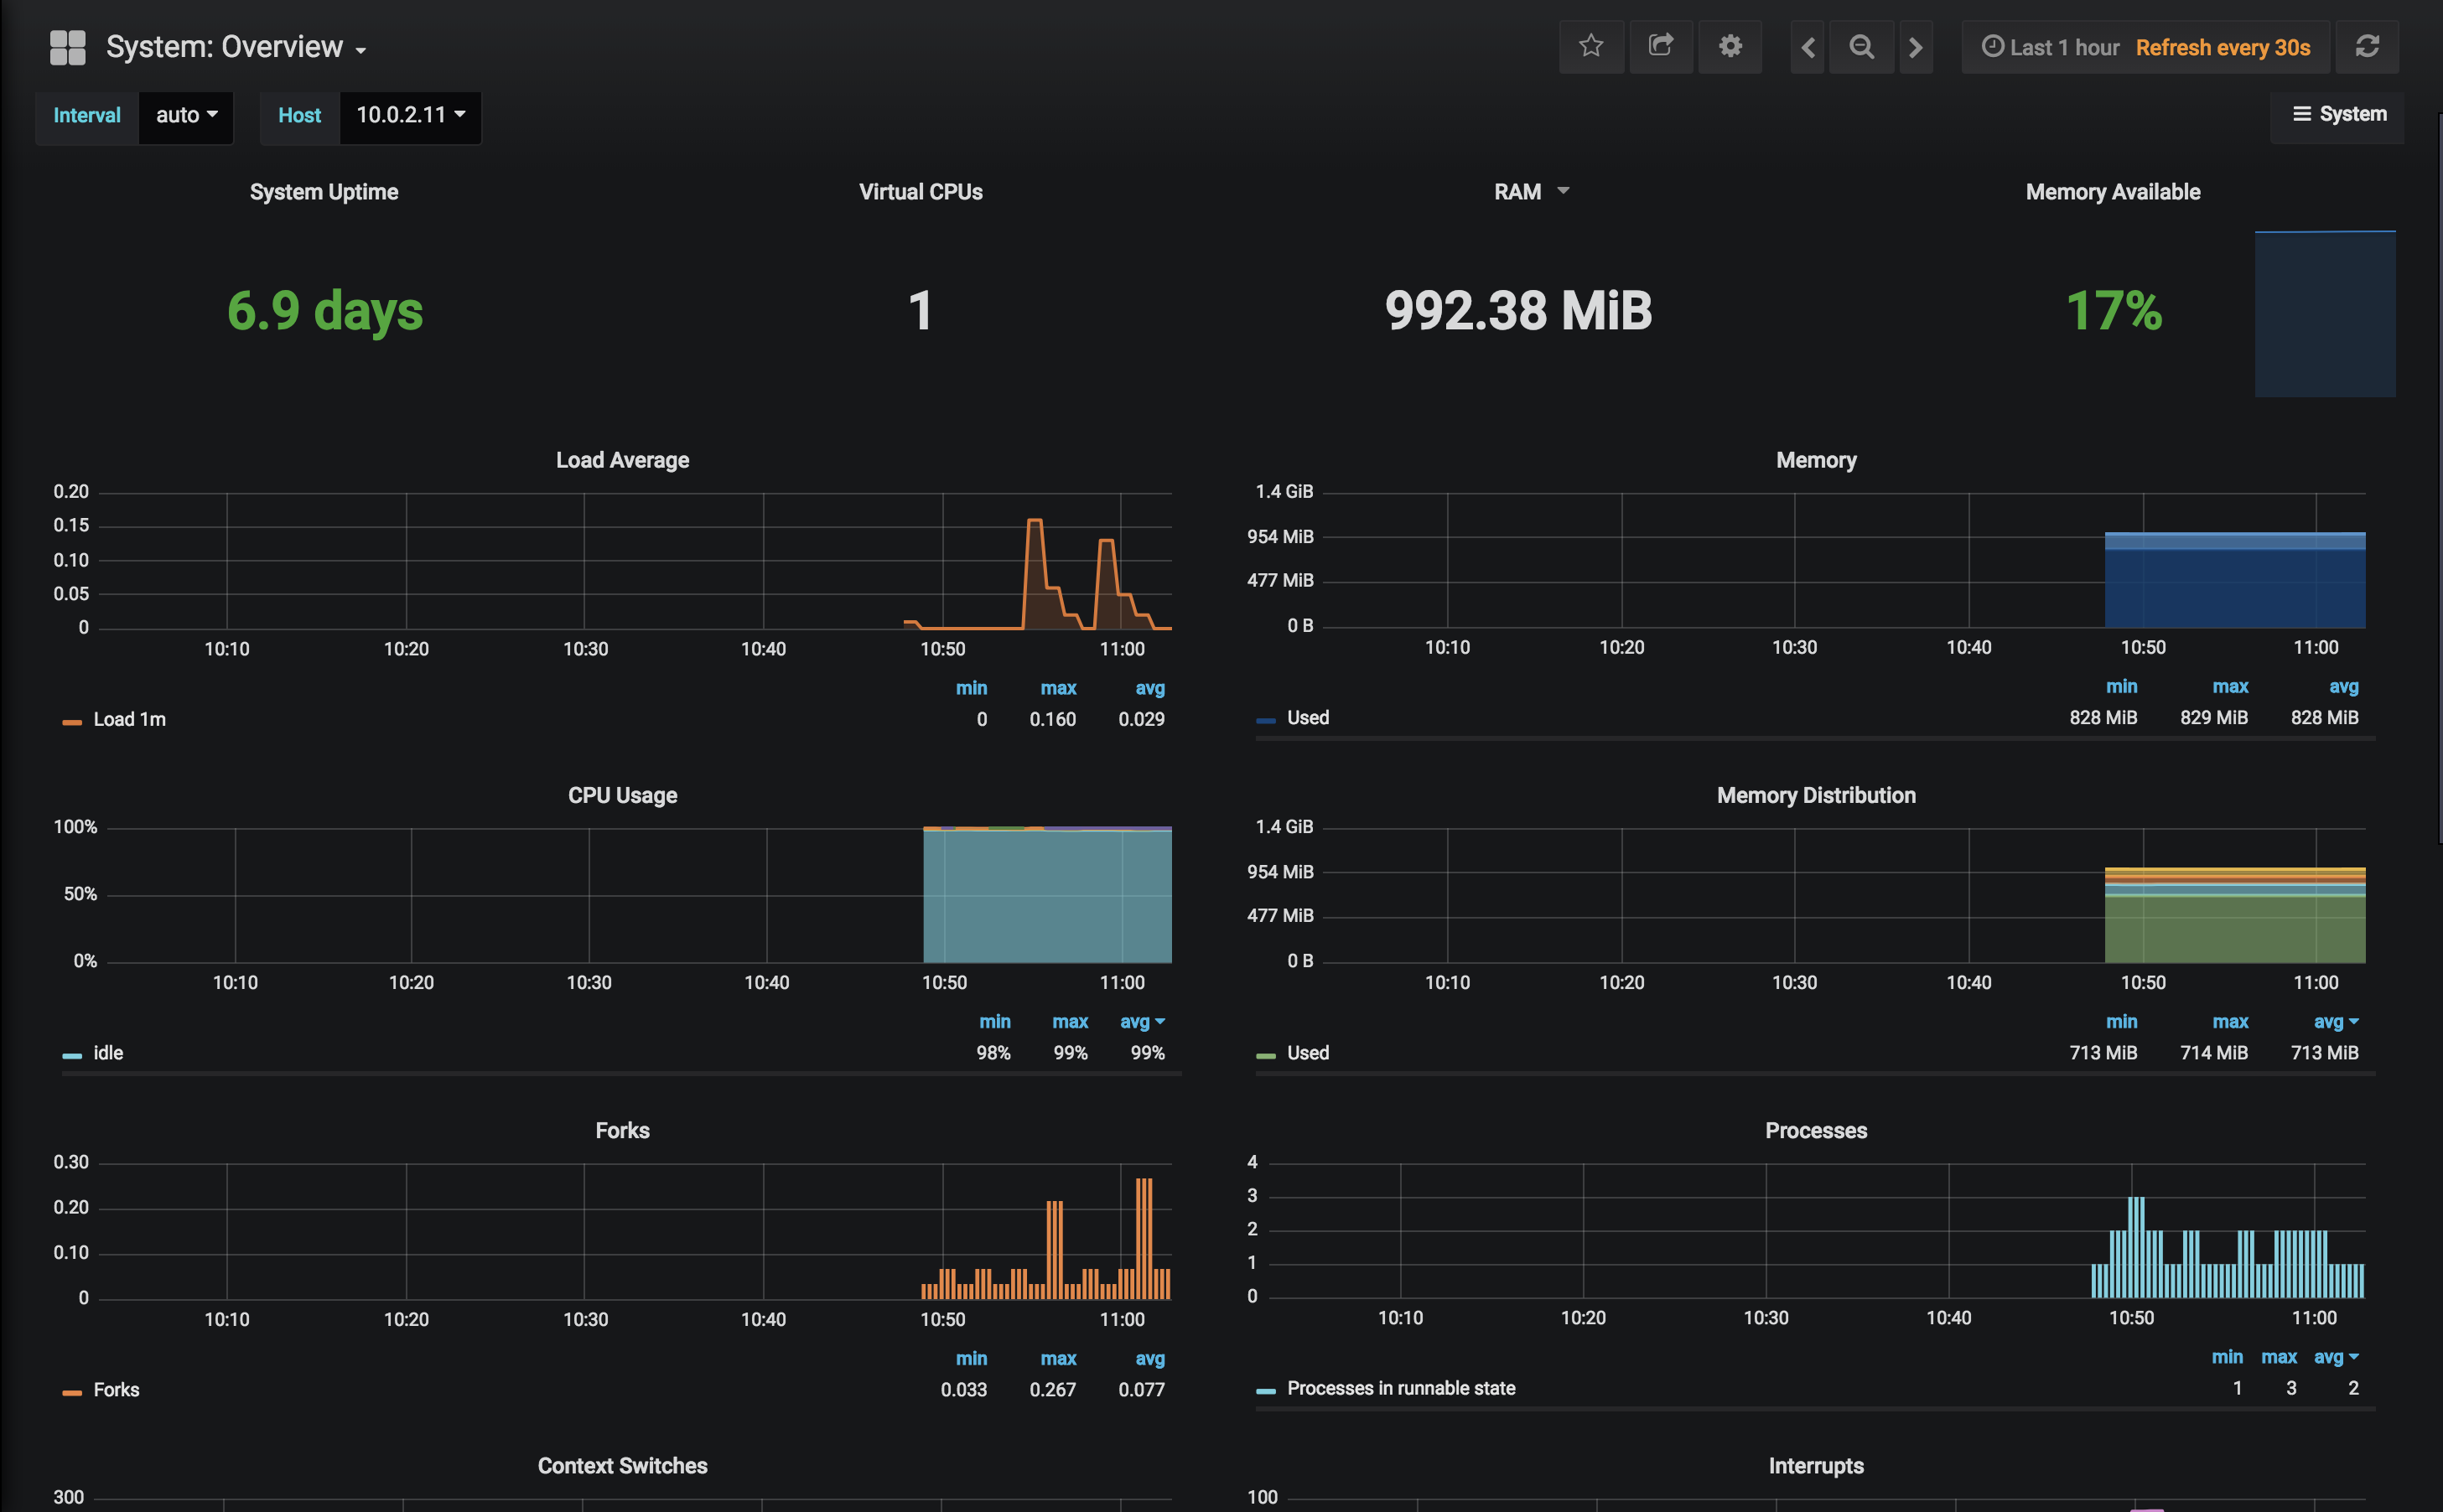 System: Overview
Last 1 hour Refresh every 30s
Interval auto Host 10.0.2.11 System
System Uptime Virtual CPUs RAM Memory Available
6.9 days 1 992.38 MiB 17%
Load Average
0.20
0.15
0.10
0.05
0
10:10 10:20 10:30 10:40 10:50 11:00
min max avg
Load 1m 0 0.160 0.029
Memory
1.4 GiB
954 MiB
477 MiB
0 B
10:10 10:20 10:30 10:40 10:50 11:00
min max avg
Used 828 MiB 829 MiB 828 MiB
CPU Usage
100%
50%
0%
10:10 10:20 10:30 10:40 10:50 11:00
min max avg
idle 98% 99% 99%
Memory Distribution
1.4 GiB
954 MiB
477 MiB
0 B
10:10 10:20 10:30 10:40 10:50 11:00
min max avg
Used 713 MiB 714 MiB 713 MiB
Forks
0.30
0.20
0.10
0
10:10 10:20 10:30 10:40 10:50 11:00
min max avg
Forks 0.033 0.267 0.077
Processes
4
3
2
1
0
10:10 10:20 10:30 10:40 10:50 11:00
min max avg
Processes in runnable state 1 3 2
Context Switches
300
Interrupts
100